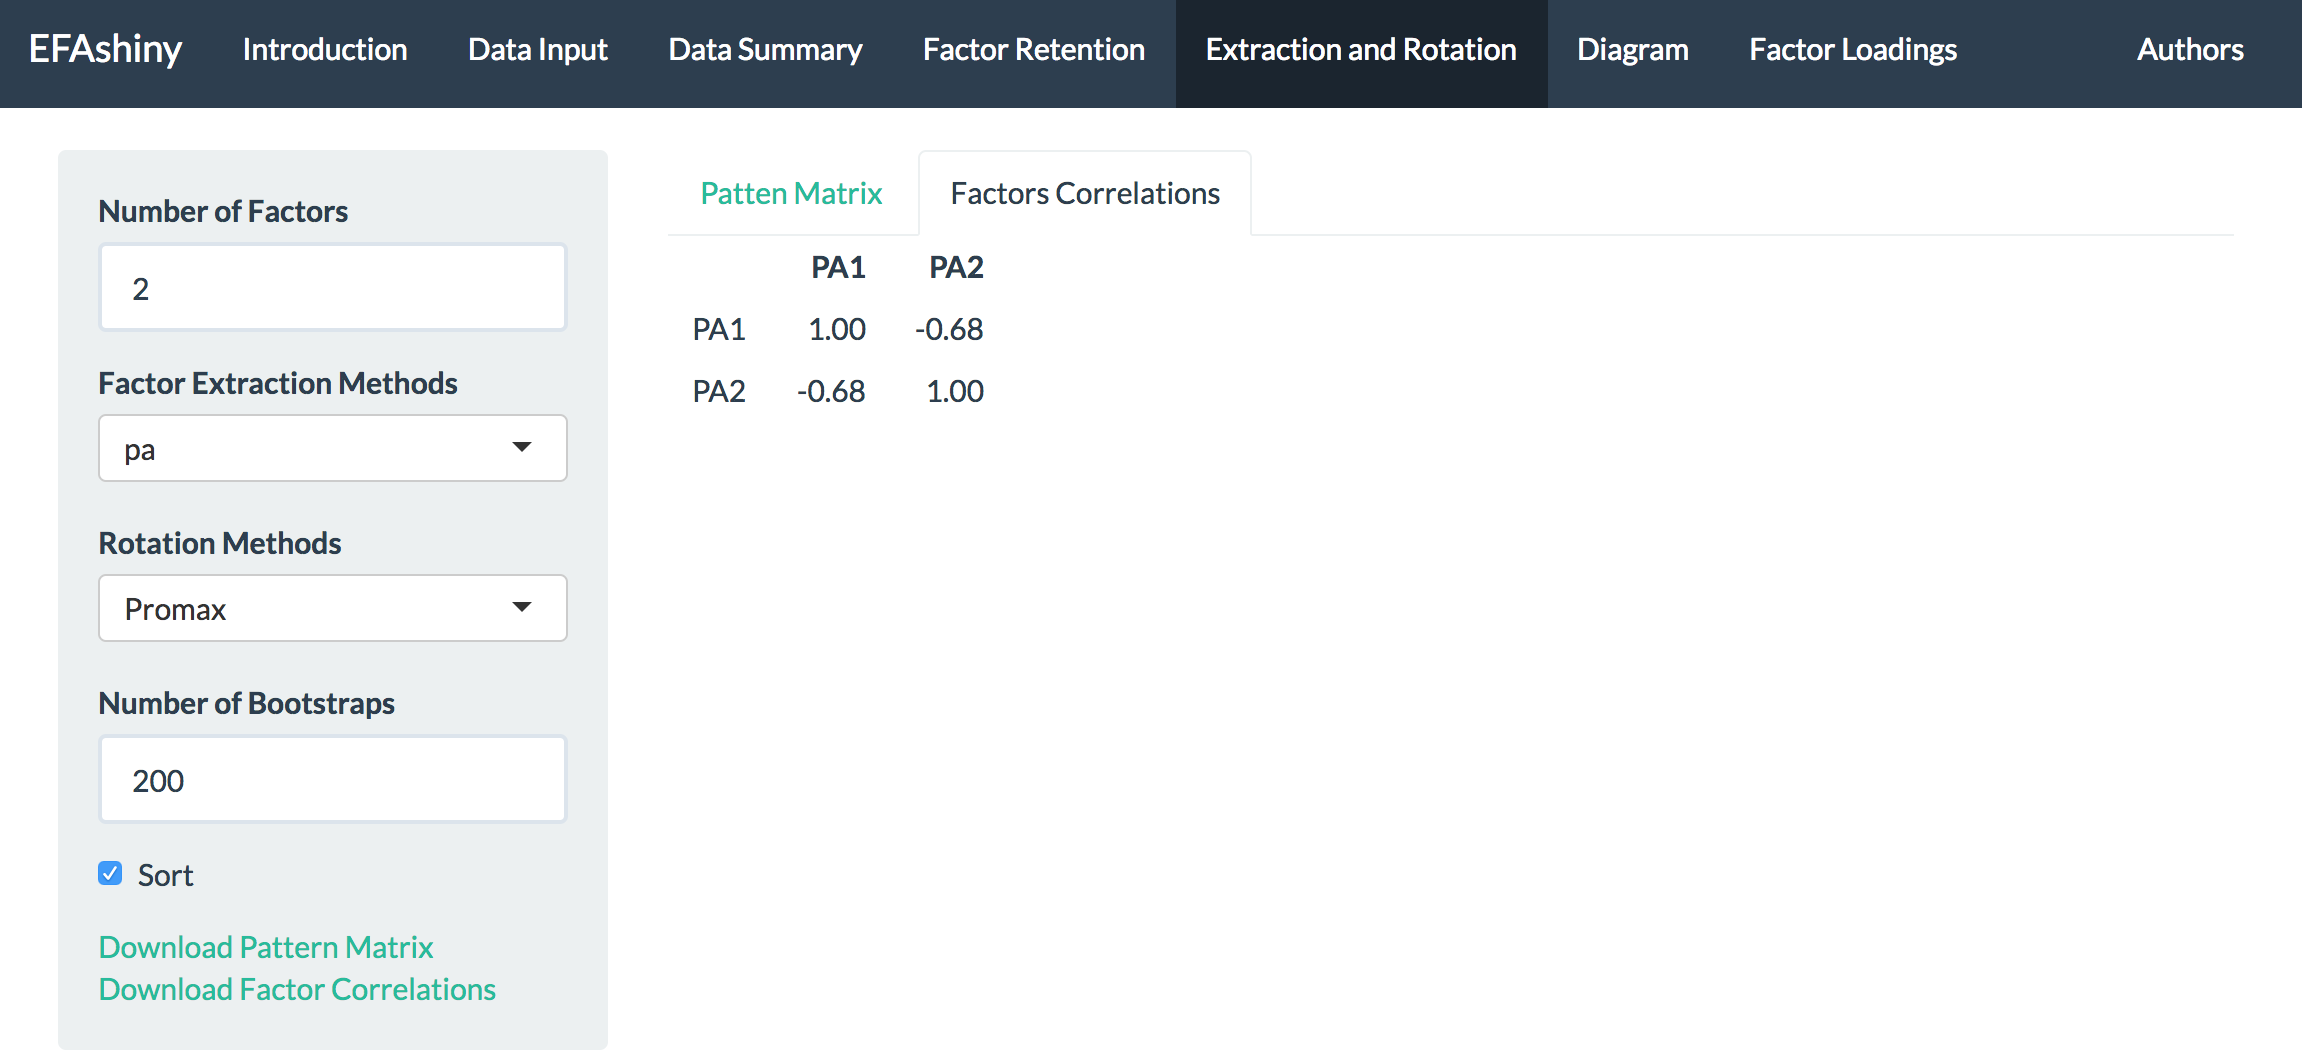 EFAshiny Introduction Data Input Data Summary Factor Retention Extraction and Rotation Diagram Factor Loadings Authors
Number of Factors
2
Factor Extraction Methods
pa
Rotation Methods
Promax
Number of Bootstraps
200
Sort
Download Pattern Matrix
Download Factor Correlations
Patten Matrix Factors Correlations
PA1 PA2
PA1 1.00 -0.68
PA2 -0.68 1.00